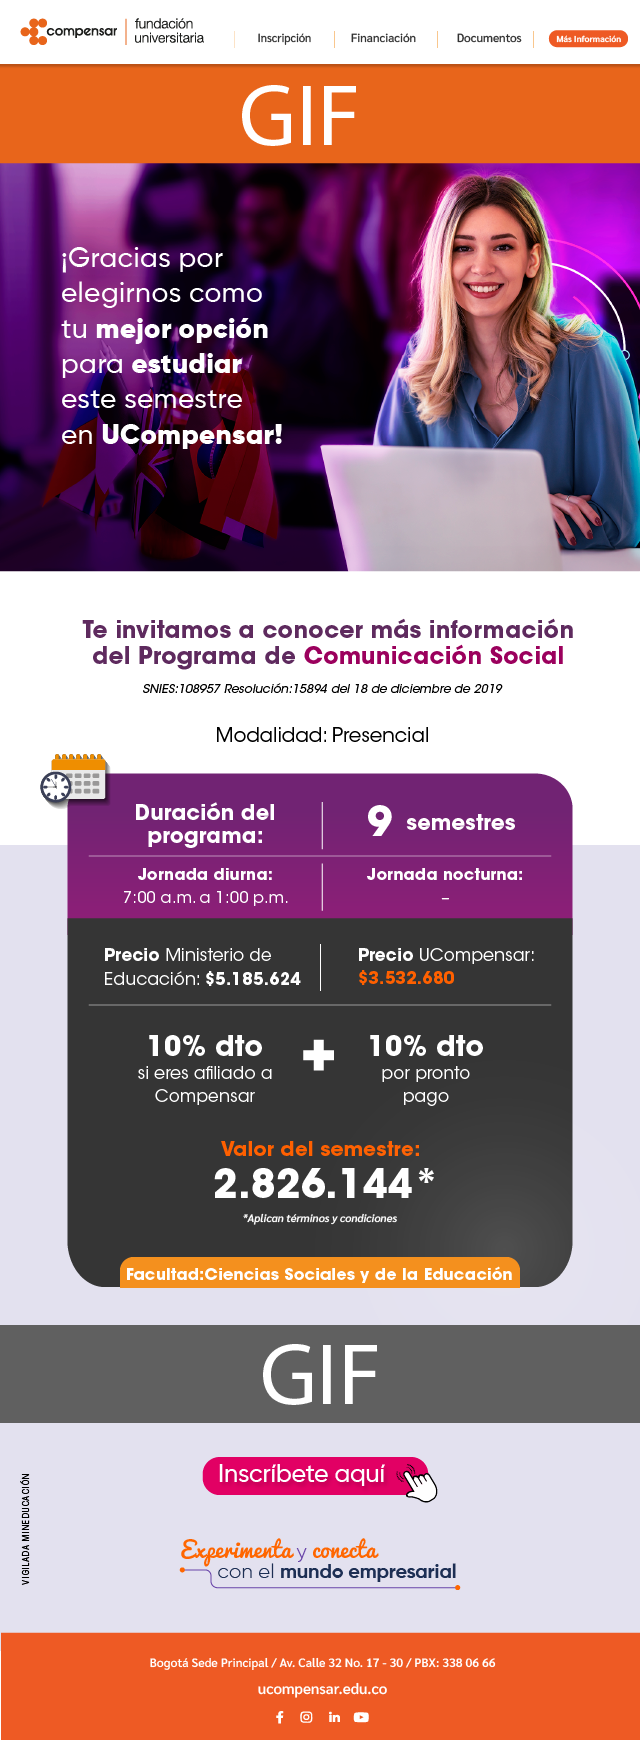 compensar
fundación
universitaria
Inscripción
Financiación
Documentos
Más Información
GIF
¡Gracias por
elegirnos como
tu mejor opción
para estudiar
este semestre
en UCompensar!
Te invitamos a conocer más información
del Programa de Comunicación Social
SNIES:108957 Resolución:15894 del 18 de diciembre de 2019
Modalidad: Presencial
Duración del
programa:
9 semestres
Jornada diurna:
7:00 a.m. a 1:00 p.m.
Jornada nocturna:
–
Precio Ministerio de
Educación: $5.185.624
Precio UCompensar:
$3.532.680
10% dto
si eres afiliado a
Compensar
+
10% dto
por pronto
pago
Valor del semestre:
2.826.144*
*Aplican términos y condiciones
Facultad:Ciencias Sociales y de la Educación
GIF
Inscríbete aquí
VIGILADA MINEDUCACIÓN
Experimenta y conecta
con el mundo empresarial
Bogotá Sede Principal / Av. Calle 32 No. 17 - 30 / PBX: 338 06 66
ucompensar.edu.co